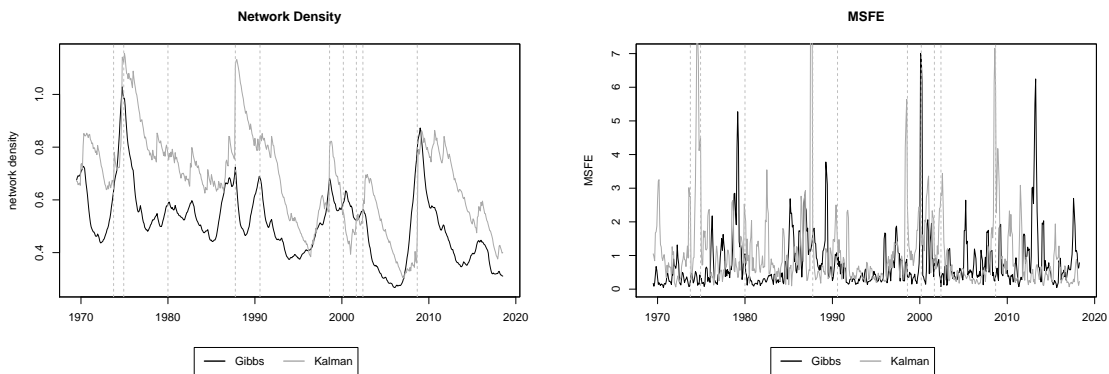 Network Density
network density
0.4 0.6 0.8 1.0
1970 1980 1990 2000 2010 2020
Gibbs Kalman
MSFE
MSFE
0 1 2 3 4 5 6 7
1970 1980 1990 2000 2010 2020
Gibbs Kalman